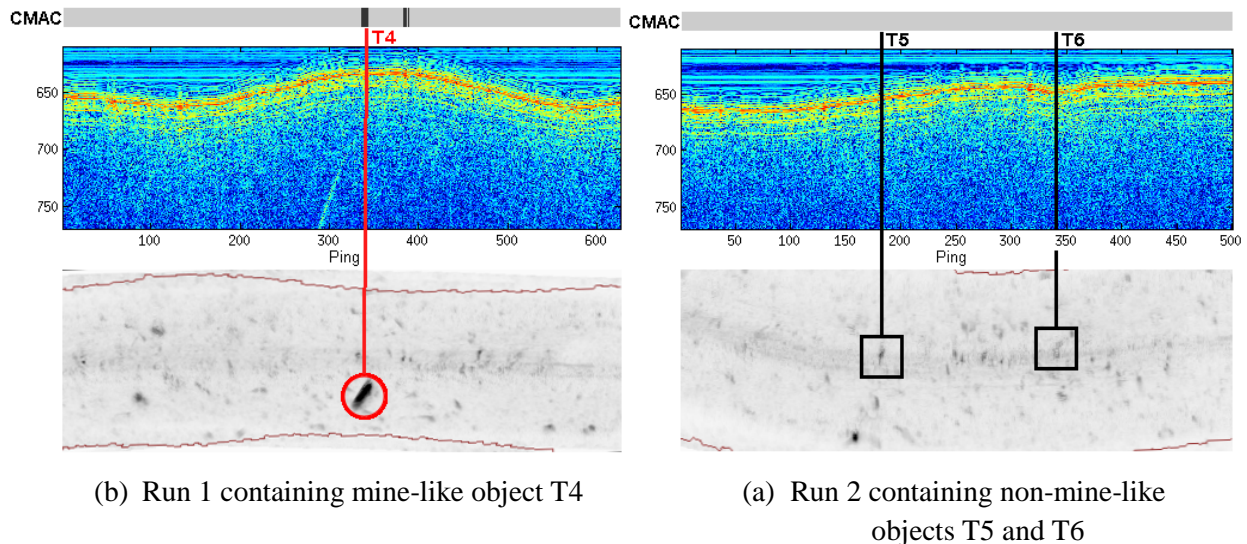 CMAC
T4
650
700
750
100 200 300 400 500 600
Ping
(b) Run 1 containing mine-like object T4
CMAC
T5 T6
650
700
750
50 100 150 200 250 300 350 400 450 500
Ping
(a) Run 2 containing non-mine-like
objects T5 and T6